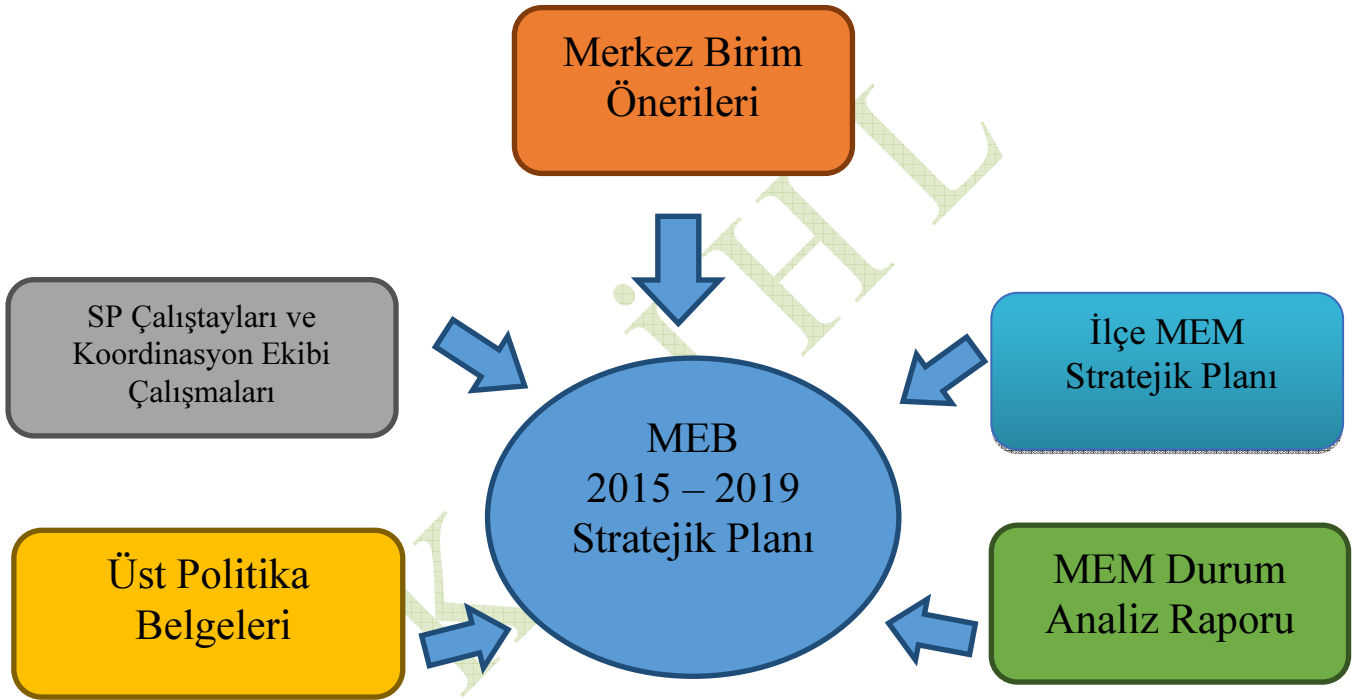 Merkez Birim
Önerileri
SP Çalıştayları ve
Koordinasyon Ekibi
Çalışmaları
İlçe MEM
Stratejik Planı
MEB
2015 – 2019
Stratejik Planı
Üst Politika
Belgeleri
MEM Durum
Analiz Raporu